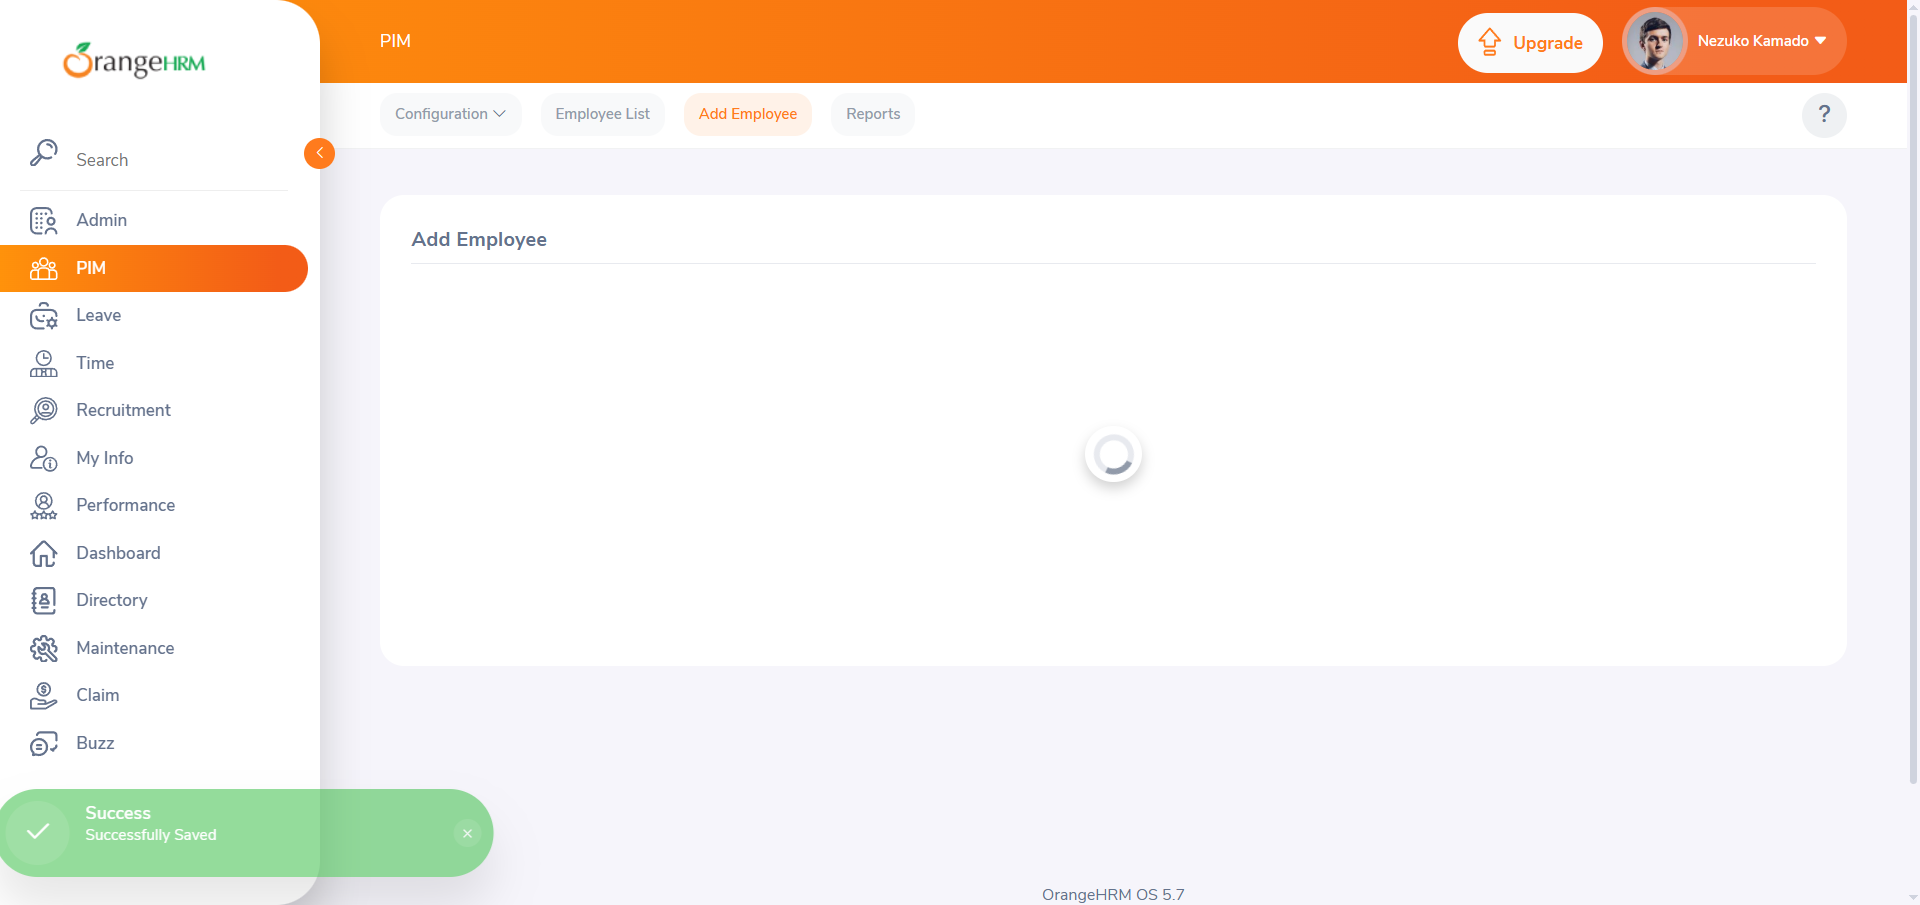 OrangeHRM
PIM
Upgrade
Nezuko Kamado
Configuration
Employee List
Add Employee
Reports
?
Search
Admin
PIM
Leave
Time
Recruitment
My Info
Performance
Dashboard
Directory
Maintenance
Claim
Buzz
Add Employee
Success
Successfully Saved
OrangeHRM OS 5.7